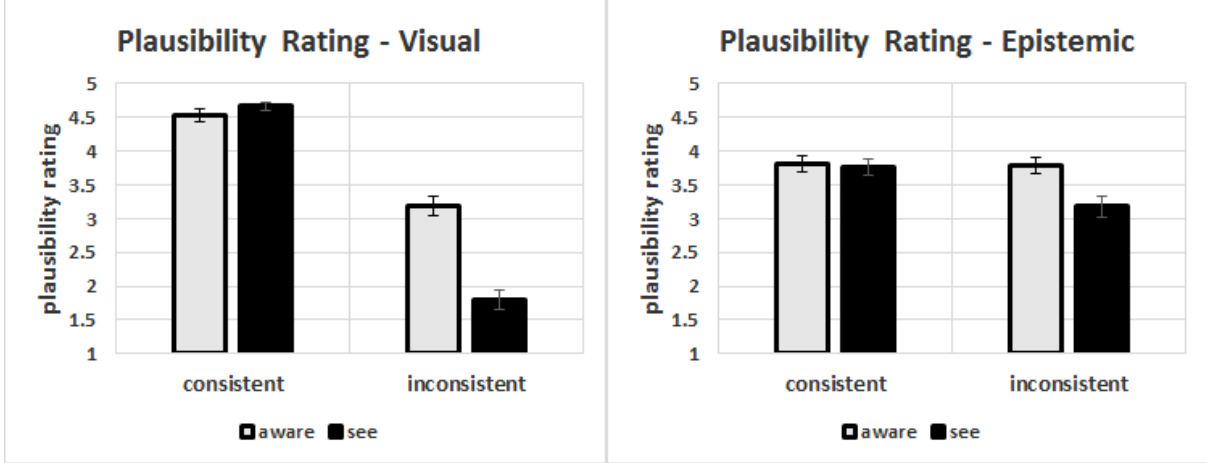 Plausibility Rating - Visual
plausibility rating
5
4.5
4
3.5
3
2.5
2
1.5
1
consistent inconsistent
aware see
Plausibility Rating - Epistemic
plausibility rating
5
4.5
4
3.5
3
2.5
2
1.5
1
consistent inconsistent
aware see